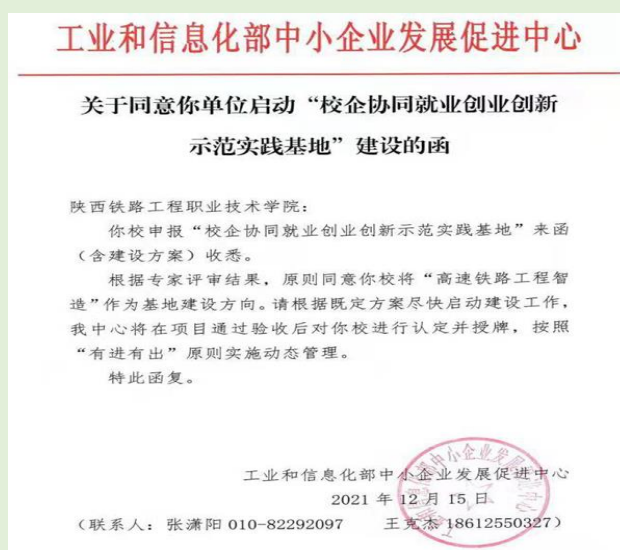 工业和信息化部中小企业发展促进中心
关于同意你单位启动“校企协同就业创业创新
示范实践基地”建设的函
陕西铁路工程职业技术学院：
你校申报“校企协同就业创业创新示范实践基地”来函
（含建设方案）收悉。
根据专家评审结果，原则同意你校将“高速铁路工程智
造”作为基地建设方向。请根据既定方案尽快启动建设工作，
我中心将在项目通过验收后对你校进行认定并授牌，按照
“有进有出”原则实施动态管理。
特此函复。
工业和信息化部中小企业发展促进中心
2021 年 12 月 15 日
（联系人：张潇阳 010-82292097 王克杰 18612550327）